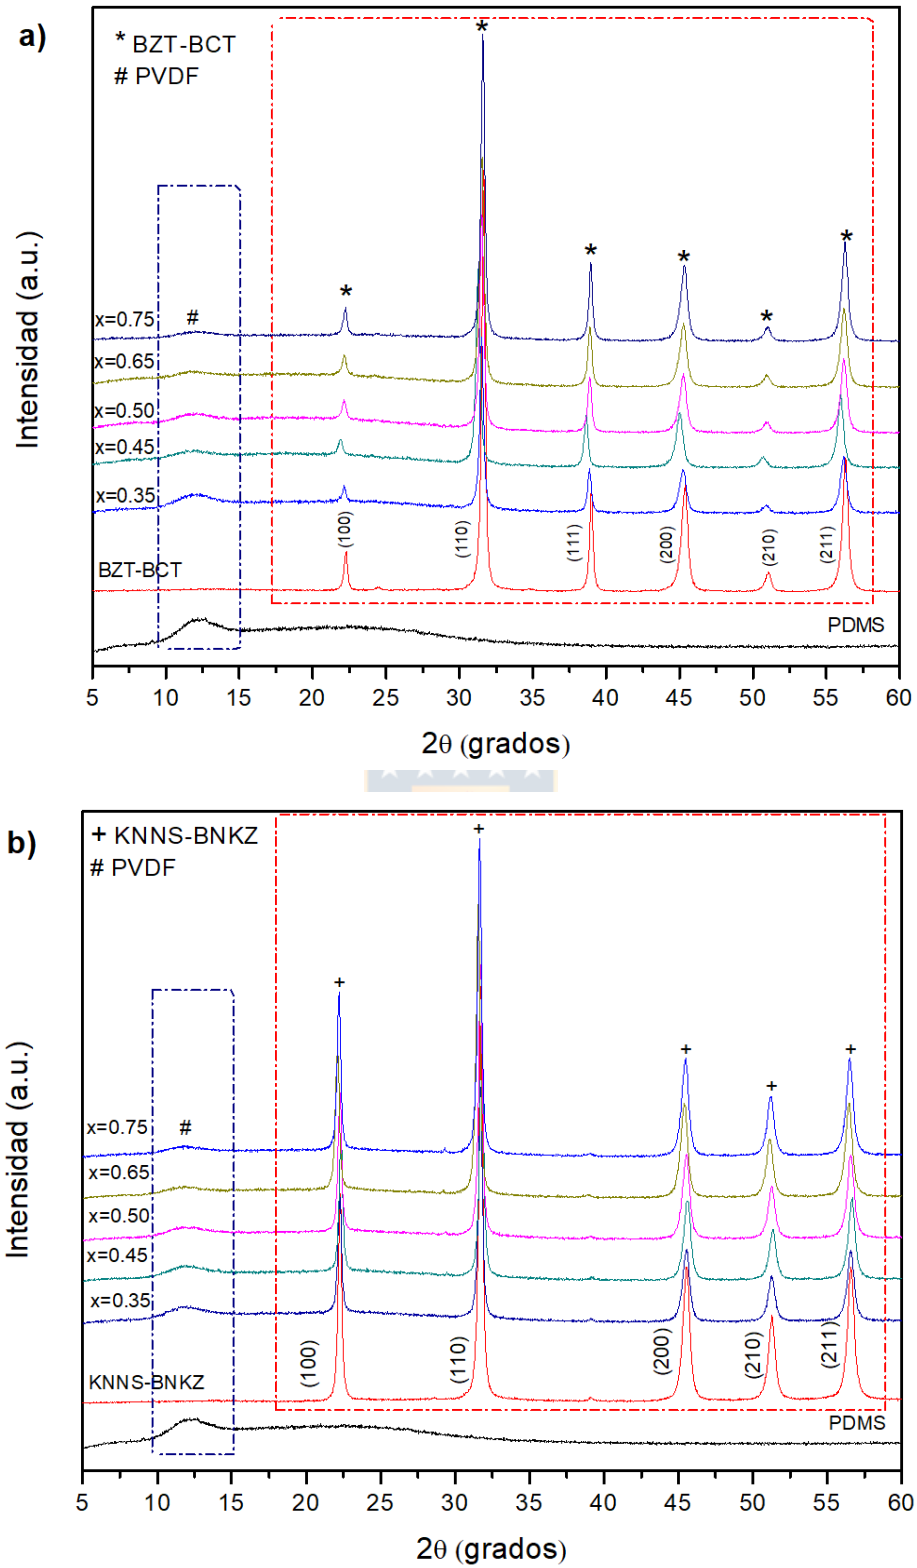 a)
* BZT-BCT
# PVDF
*
*
*
*
*
*
#
x=0.75
x=0.65
x=0.50
x=0.45
x=0.35
BZT-BCT
PDMS
(100)
(110)
(111)
(200)
(210)
(211)
Intensidad (a.u.)
5 10 15 20 25 30 35 40 45 50 55 60
2θ (grados)
b)
+ KNNS-BNKZ
# PVDF
+
+
+
+
+
#
x=0.75
x=0.65
x=0.50
x=0.45
x=0.35
KNNS-BNKZ
PDMS
(100)
(110)
(200)
(210)
(211)
Intensidad (a.u.)
5 10 15 20 25 30 35 40 45 50 55 60
2θ (grados)